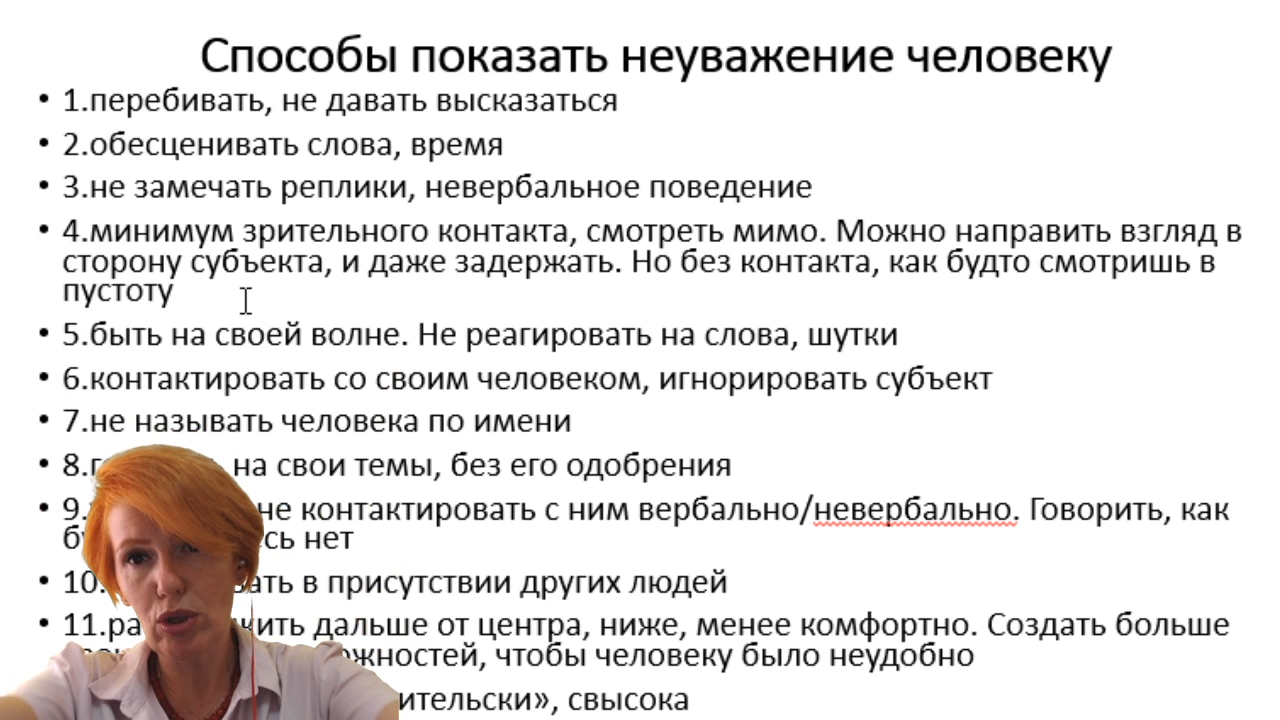 Способы показать неуважение человеку
• 1.перебивать, не давать высказаться
• 2.обесценивать слова, время
• 3.не замечать реплики, невербальное поведение
• 4.минимум зрительного контакта, смотреть мимо. Можно направить взгляд в
сторону субъекта, и даже задержать. Но без контакта, как будто смотришь в
пустоту
• 5.быть на своей волне. Не реагировать на слова, шутки
• 6.контактировать со своим человеком, игнорировать субъект
• 7.не называть человека по имени
• 8. на свои темы, без его одобрения
• 9. не контактировать с ним вербально/невербально. Говорить, как
нет
• 10. в присутствии других людей
• 11. дальше от центра, ниже, менее комфортно. Создать больше
чтобы человеку было неудобно
свысока